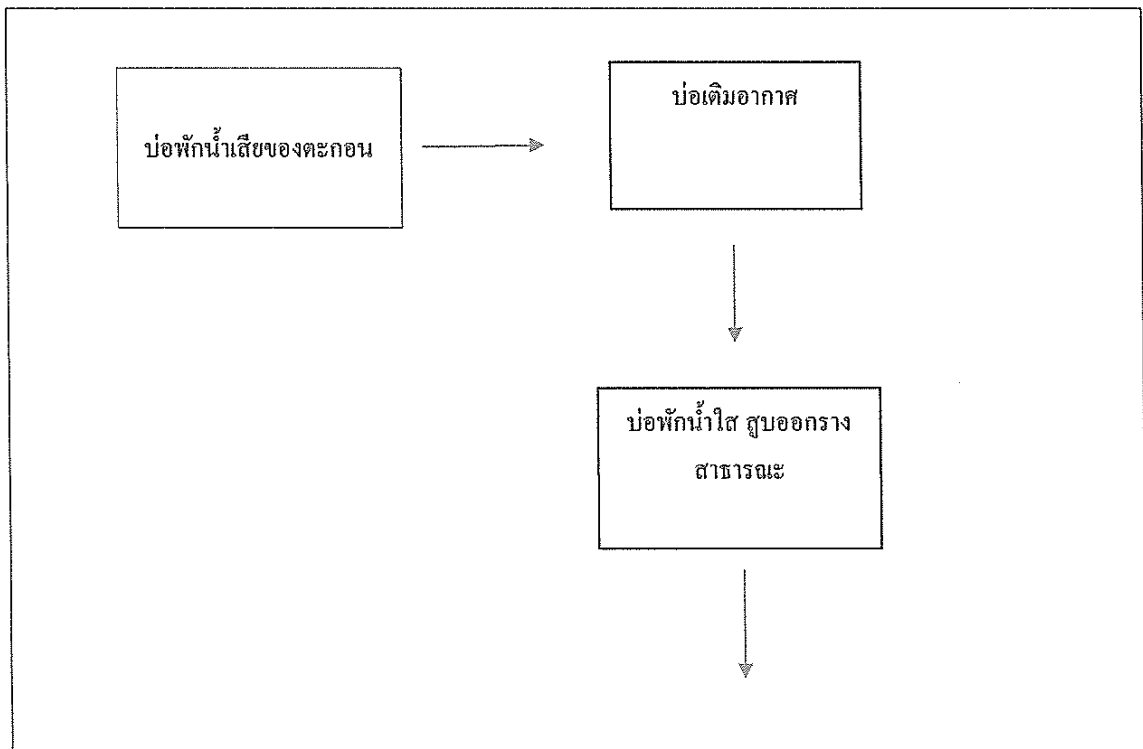 บ่อพักน้ำเสียของตะกอน
บ่อเติมอากาศ
บ่อพักน้ำใส สูบออกราง
สาธารณะ